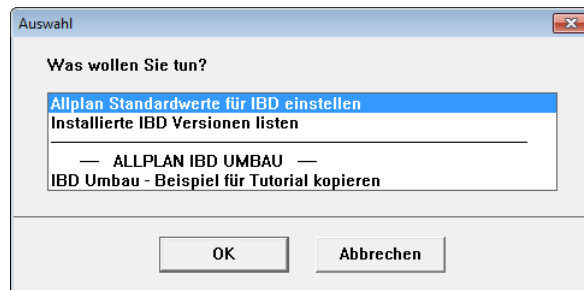 Auswahl
Was wollen Sie tun?
Allplan Standardwerte für IBD einstellen
Installierte IBD Versionen listen
— ALLPLAN IBD UMBAU —
IBD Umbau - Beispiel für Tutorial kopieren
OK
Abbrechen